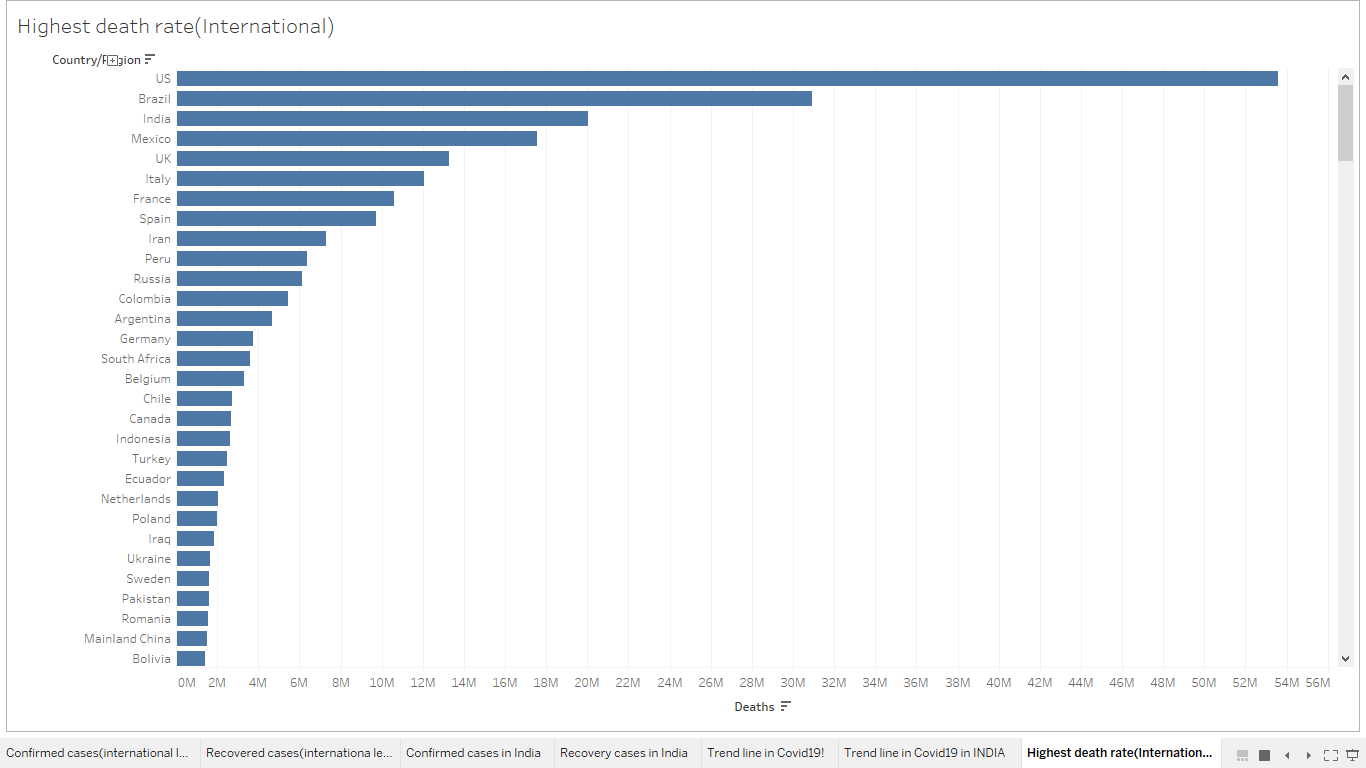 Highest death rate(International)
Country/Region
US
Brazil
India
Mexico
UK
Italy
France
Spain
Iran
Peru
Russia
Colombia
Argentina
Germany
South Africa
Belgium
Chile
Canada
Indonesia
Turkey
Ecuador
Netherlands
Poland
Iraq
Ukraine
Sweden
Pakistan
Romania
Mainland China
Bolivia
0M 2M 4M 6M 8M 10M 12M 14M 16M 18M 20M 22M 24M 26M 28M 30M 32M 34M 36M 38M 40M 42M 44M 46M 48M 50M 52M 54M 56M
Deaths
Confirmed cases(international l... Recovered cases(internationa le... Confirmed cases in India Recovery cases in India Trend line in Covid19! Trend line in Covid19 in INDIA Highest death rate(Internation...